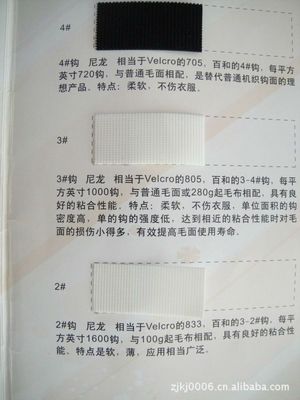 4#
4#钩 尼龙 相当于Velcro的705，百和的4#钩，每平
方英寸720钩，与普通毛面相配，是替代普通机织钩面的理
想产品。特点：柔软，不伤衣服。
3#
3#钩 尼龙 相当于Velcro的805，百和的3-4#钩，每平
方英寸1000钩，与普通毛面或280g起毛布相配，具有良
好的粘合性能。特点：柔软，不伤衣服，单位面积的钩
密度高，单的钩的强度低，达到相近的粘合性能时对毛
面的损伤小得多，有效提高毛面使用寿命.
2#
2#钩 尼龙 相当于Velcro的833，百和的3-2#钩，每平
方英寸1600钩，与100g起毛布相配，具有良好的粘合性
能。特点是软，薄，应用相当广泛。
zjkj0006.cn.alibaba.com